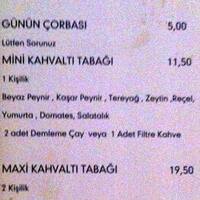 GÜNÜN ÇORBASI 5,00
Lütfen Sorunuz
MİNİ KAHVALTI TABAĞI 11,50
1 Kişilik
Beyaz Peynir , Kaşar Peynir , Tereyağ , Zeytin ,Reçel,
Yumurta , Domates, Salatalık
2 adet Demleme Çay veya 1 Adet Filtre Kahve
MAXİ KAHVALTI TABAĞI 19,50
2 Kişilik